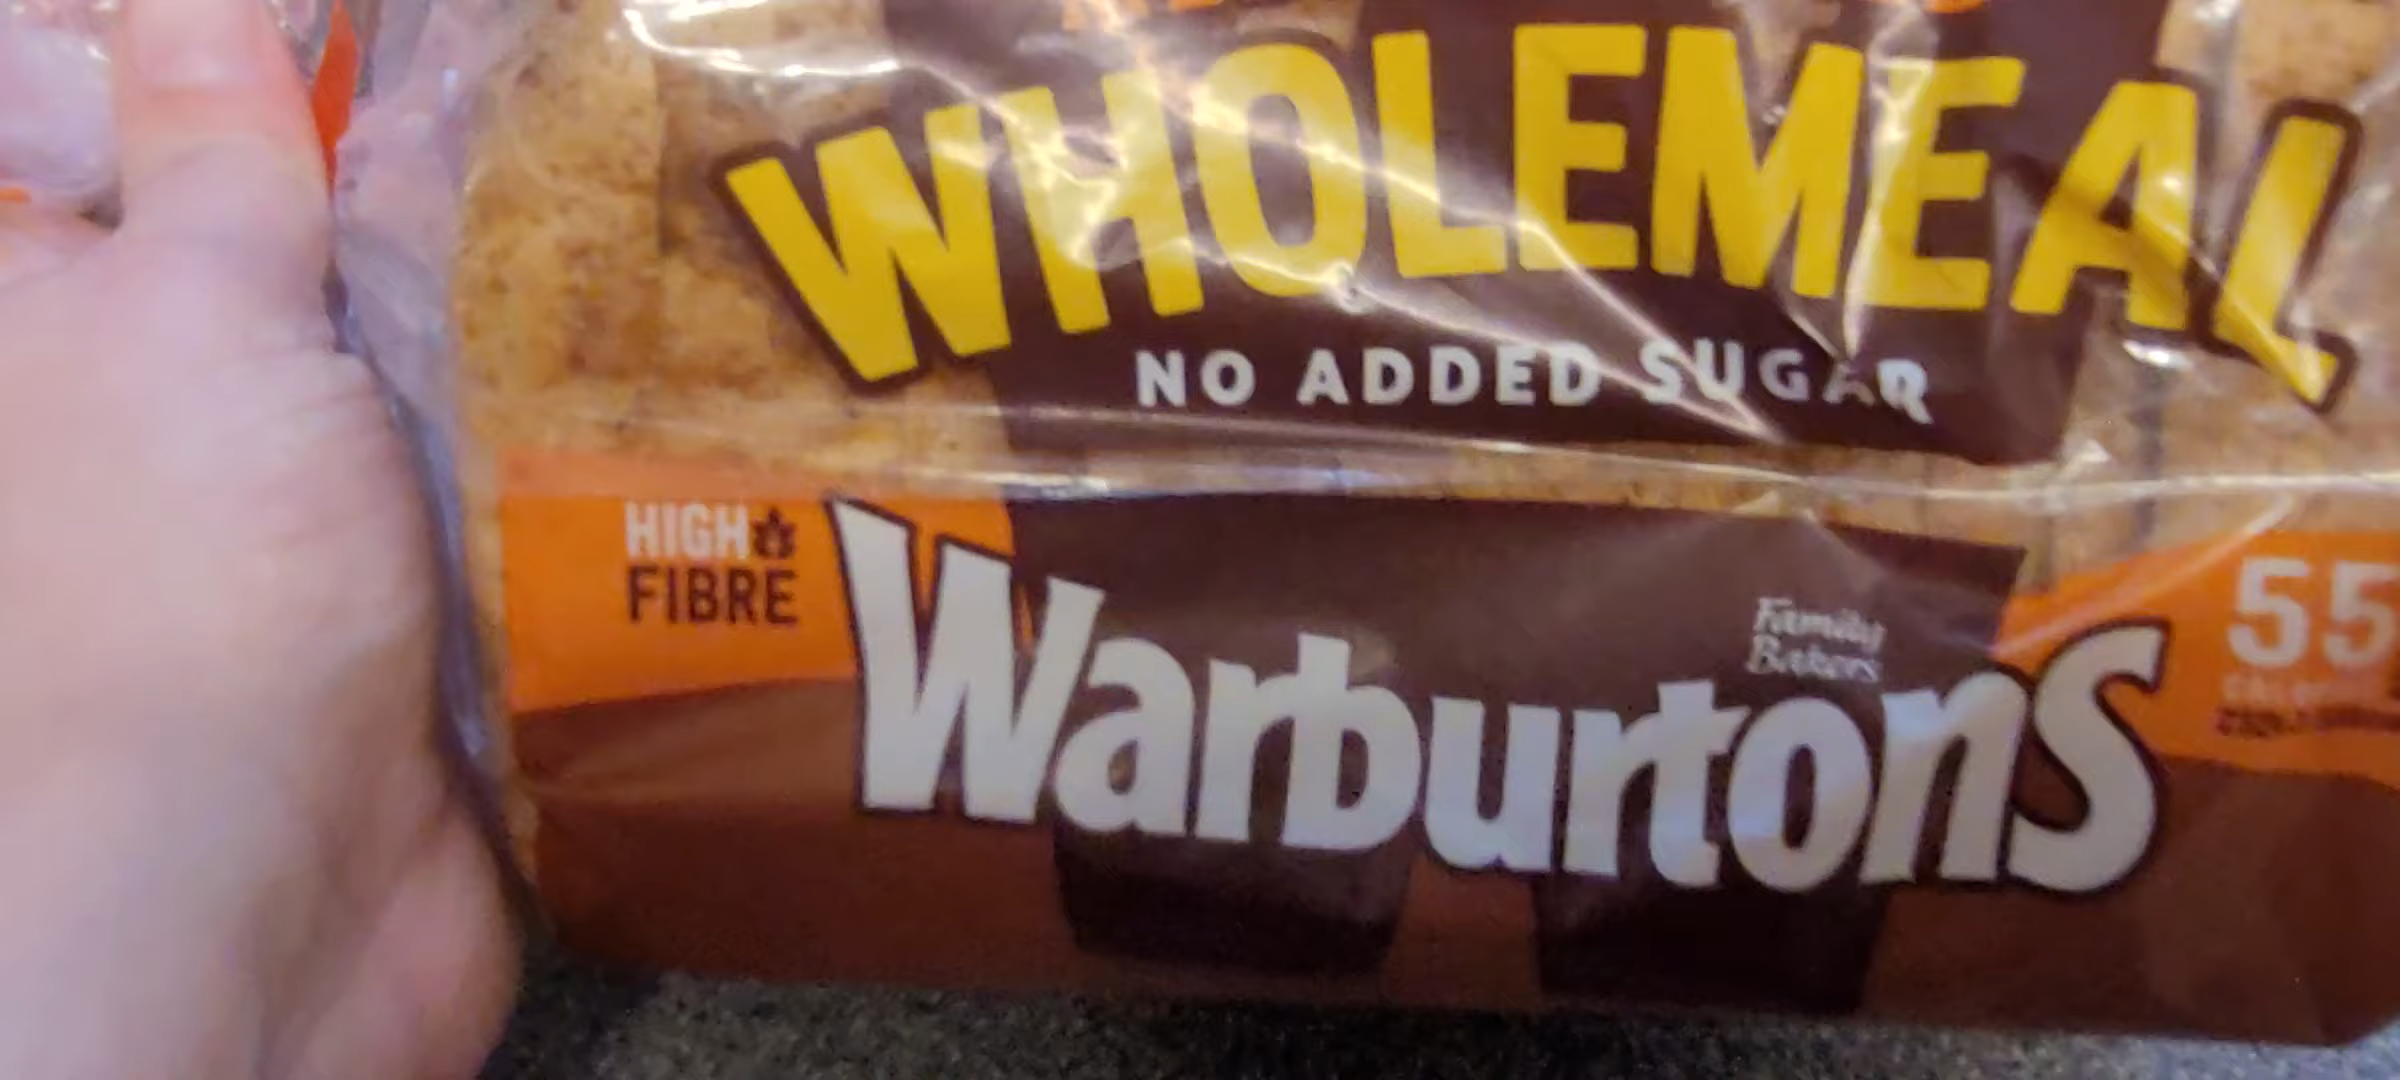 WHOLEMEAL
NO ADDED SUGAR
HIGH
FIBRE
Family
Bakers
Warburtons
55